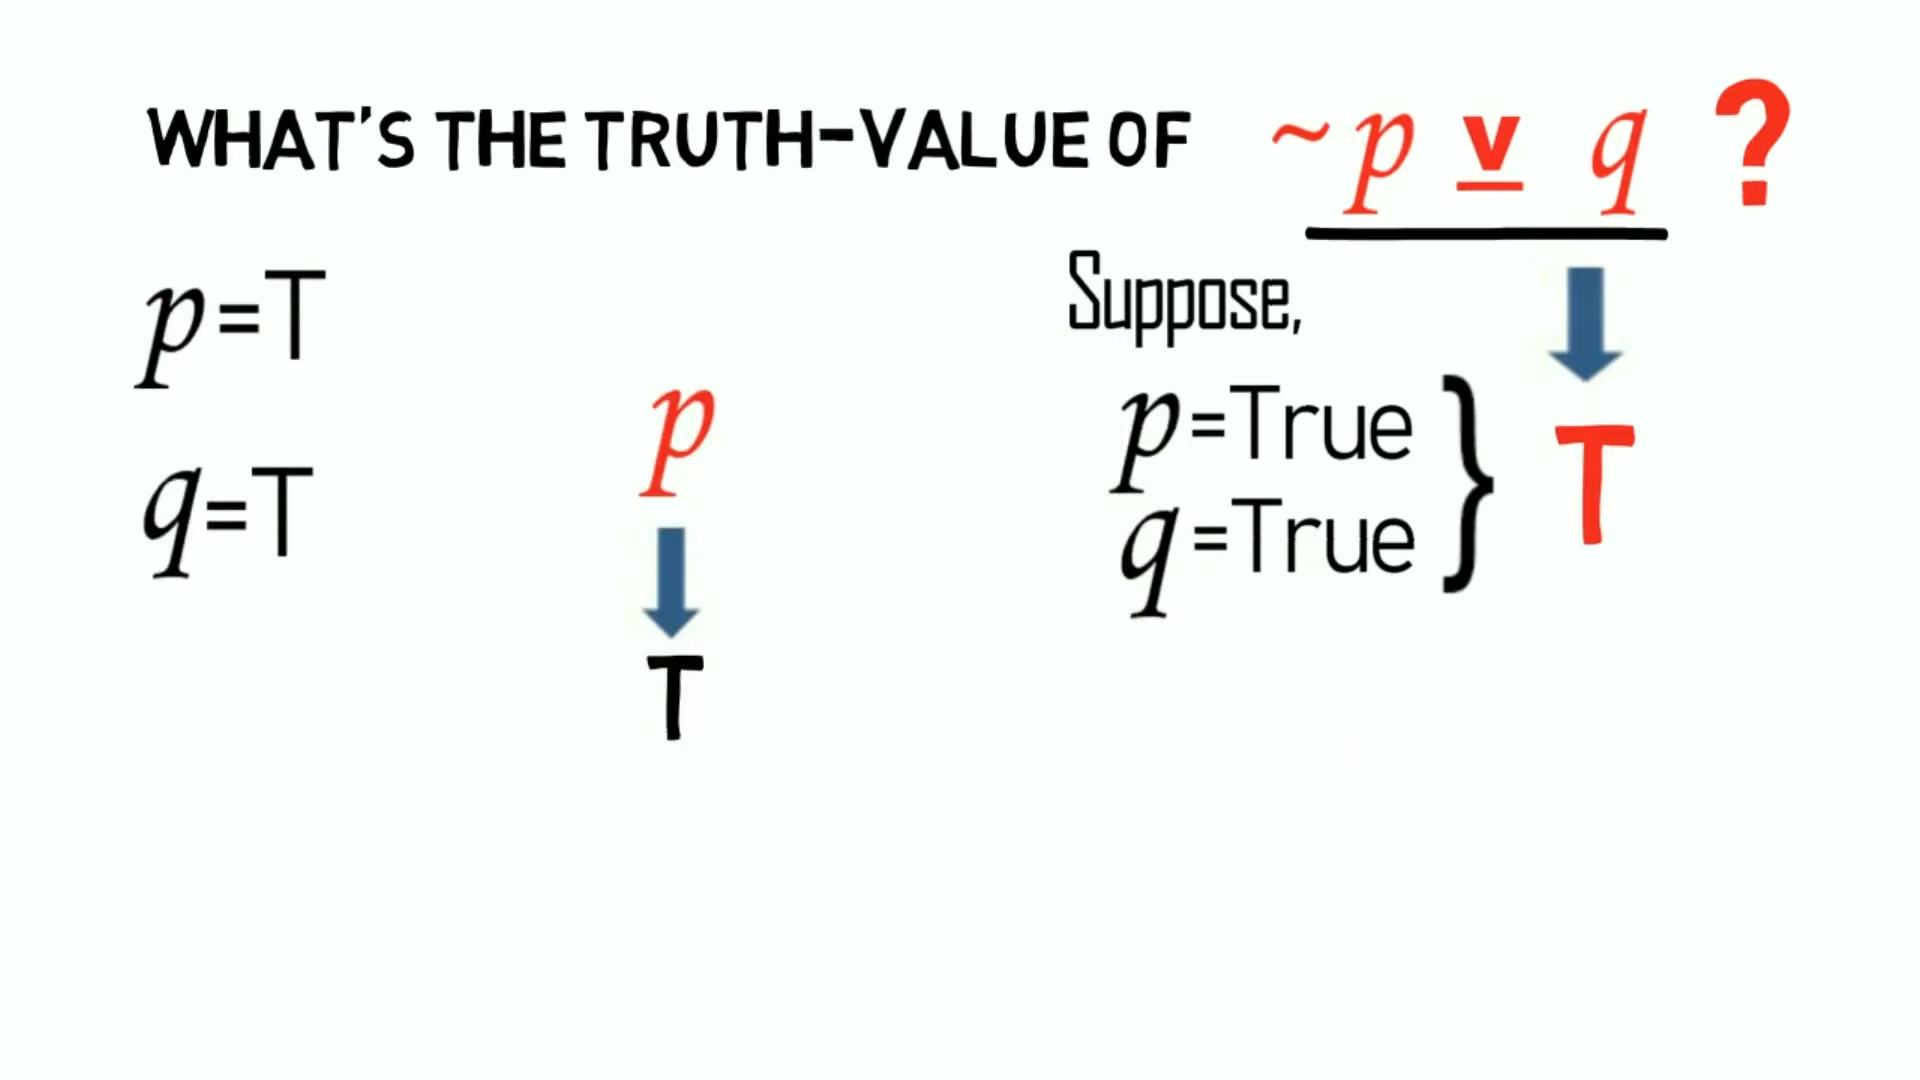 WHAT'S THE TRUTH-VALUE OF ~p v q ?
p=T
q=T
p
T
Suppose,
p=True
q=True
}
T